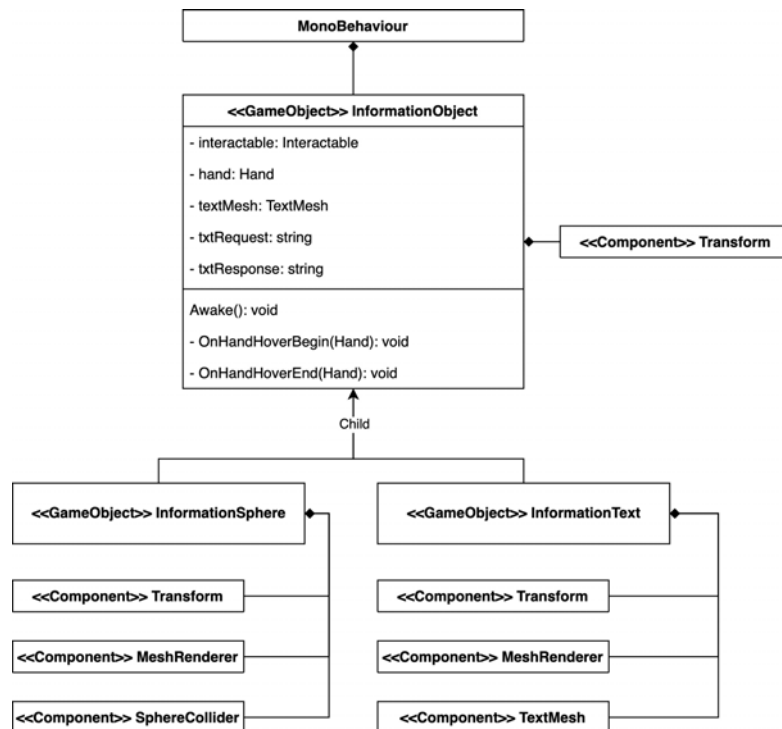 MonoBehaviour
<<GameObject>> InformationObject
- interactable: Interactable
- hand: Hand
- textMesh: TextMesh
- txtRequest: string
- txtResponse: string
<<Component>> Transform
Awake(): void
- OnHandHoverBegin(Hand): void
- OnHandHoverEnd(Hand): void
Child
<<GameObject>> InformationSphere
<<GameObject>> InformationText
<<Component>> Transform
<<Component>> Transform
<<Component>> MeshRenderer
<<Component>> MeshRenderer
<<Component>> SphereCollider
<<Component>> TextMesh